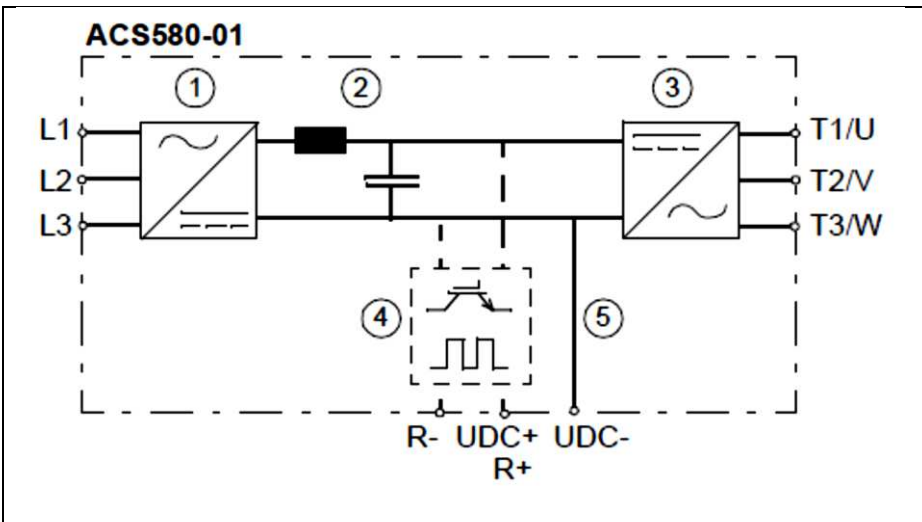 ACS580-01
1 2 3
L1 T1/U
L2 T2/V
L3 T3/W
4 5
R- UDC+ UDC-
R+